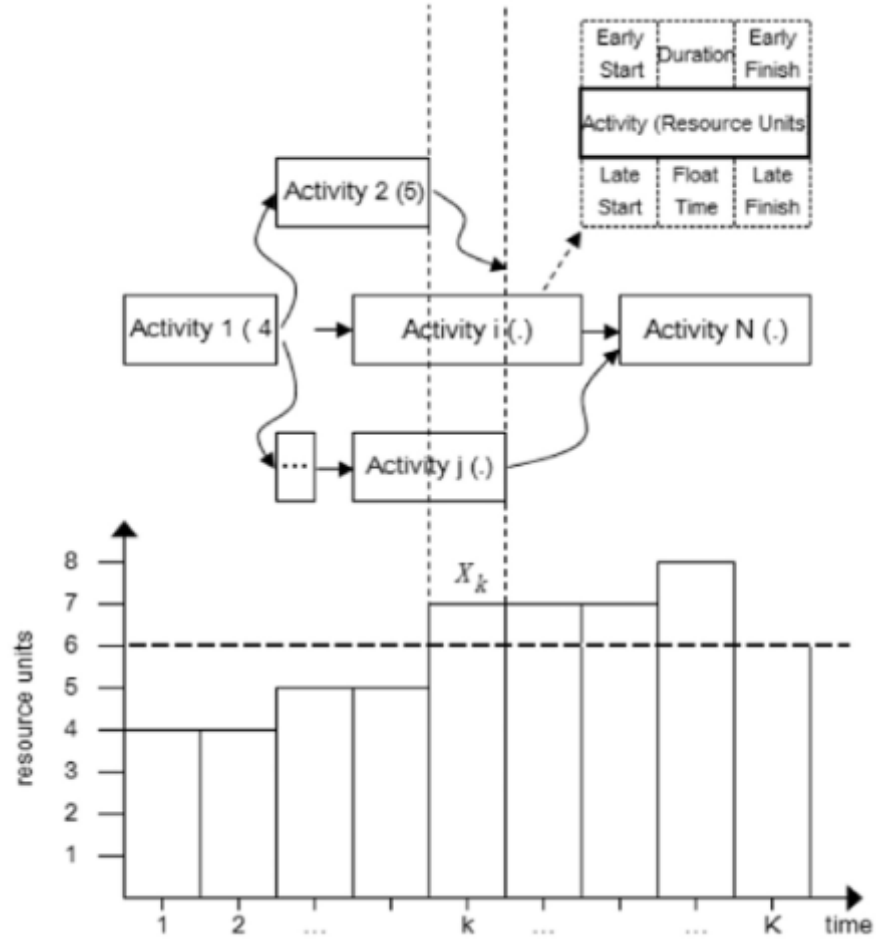 Early
Start
Duration
Early
Finish
Activity (Resource Units
Late
Start
Float
Time
Late
Finish
Activity 2 (5)
Activity 1 ( 4
Activity i (.)
Activity N (.)
...
Activity j (.)
X_k
resource units
8
7
6
5
4
3
2
1
1 2 ... k ... ... K time